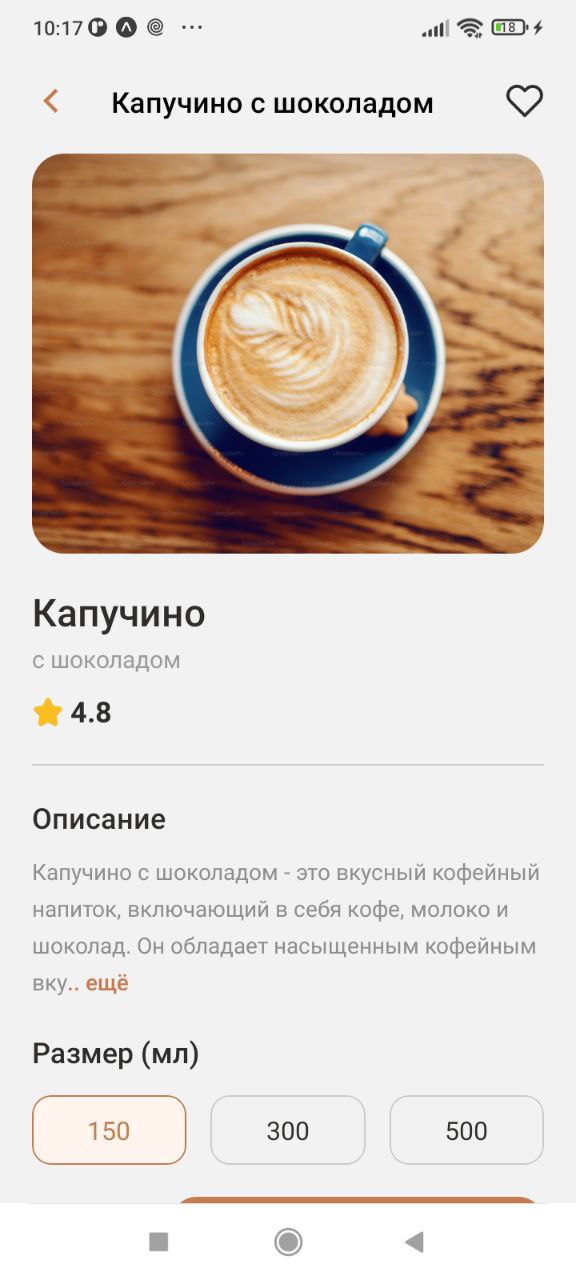 10:17
18
Капучино с шоколадом
Капучино
с шоколадом
4.8
Описание
Капучино с шоколадом - это вкусный кофейный
напиток, включающий в себя кофе, молоко и
шоколад. Он обладает насыщенным кофейным
вку.. ещё
Размер (мл)
150 300 500